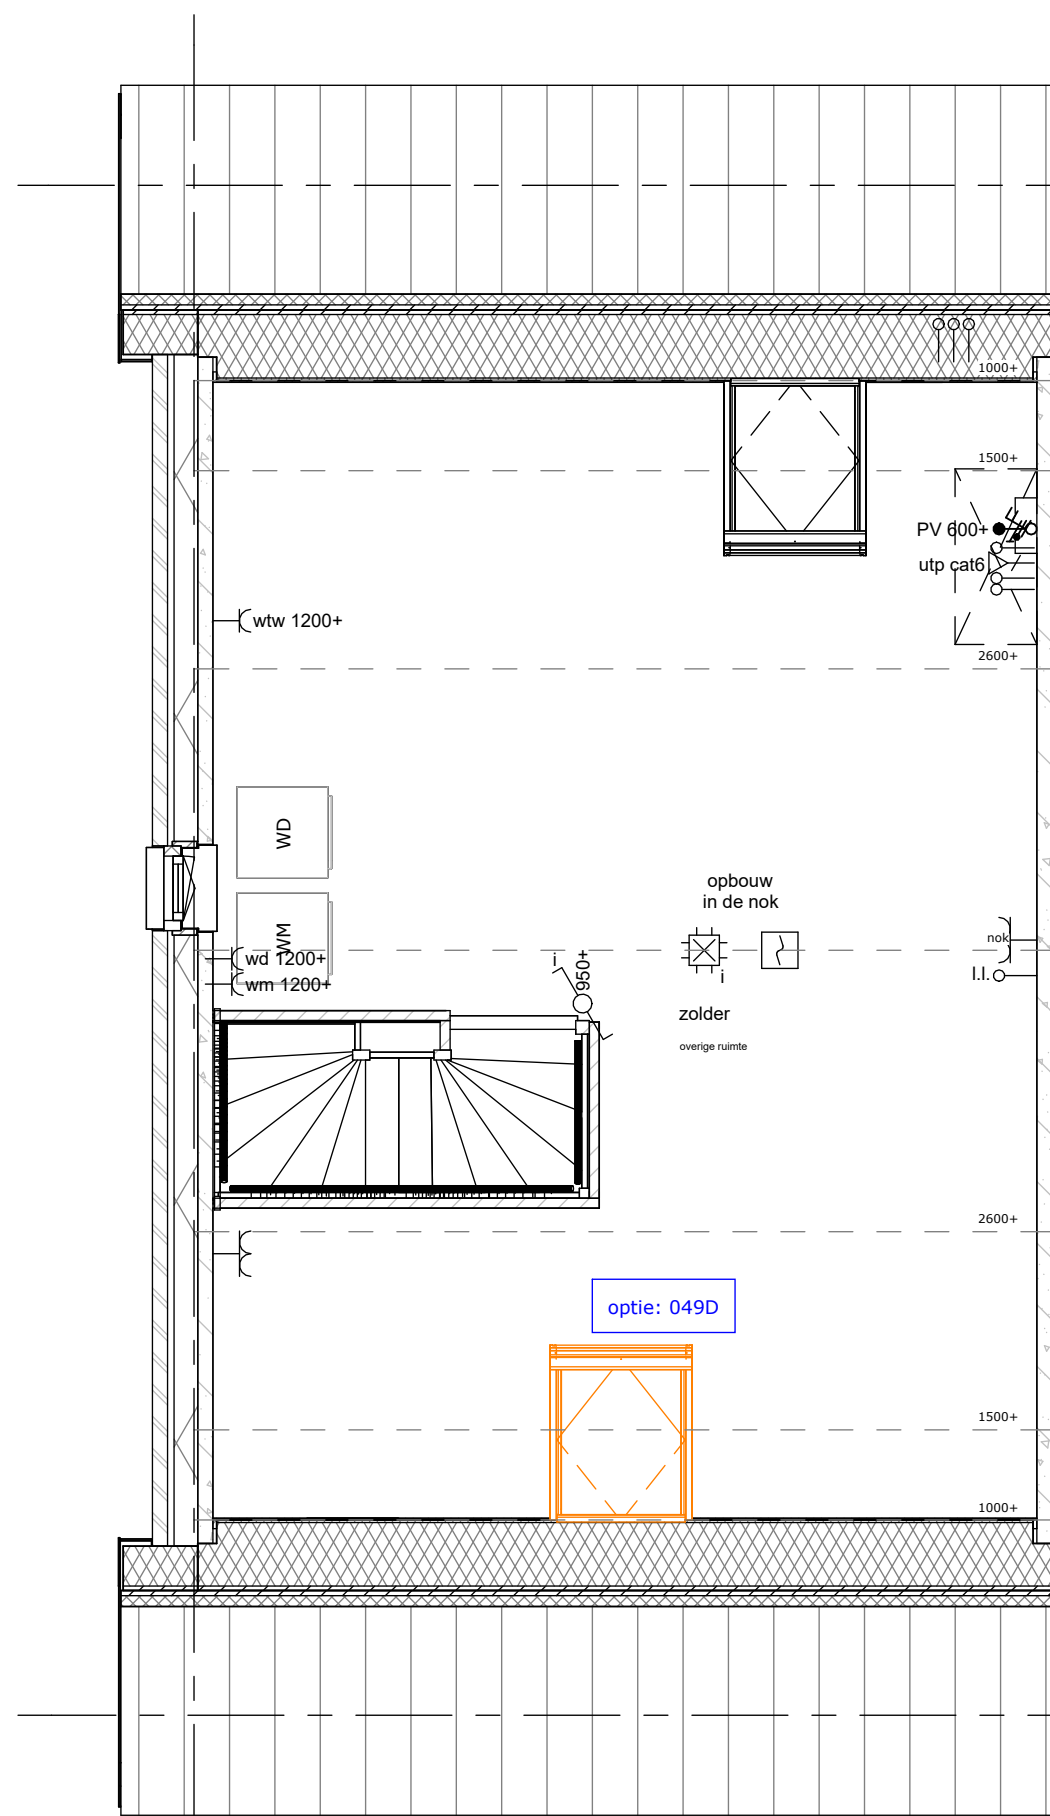 1000+
1500+
PV 600+
utp cat6
wtw 1200+
2600+
WD
opbouw
in de nok
WM
nok
wd 1200+
i
950+
i
l.l.
wm 1200+
zolder
overige ruimte
2600+
optie: 049D
1500+
1000+